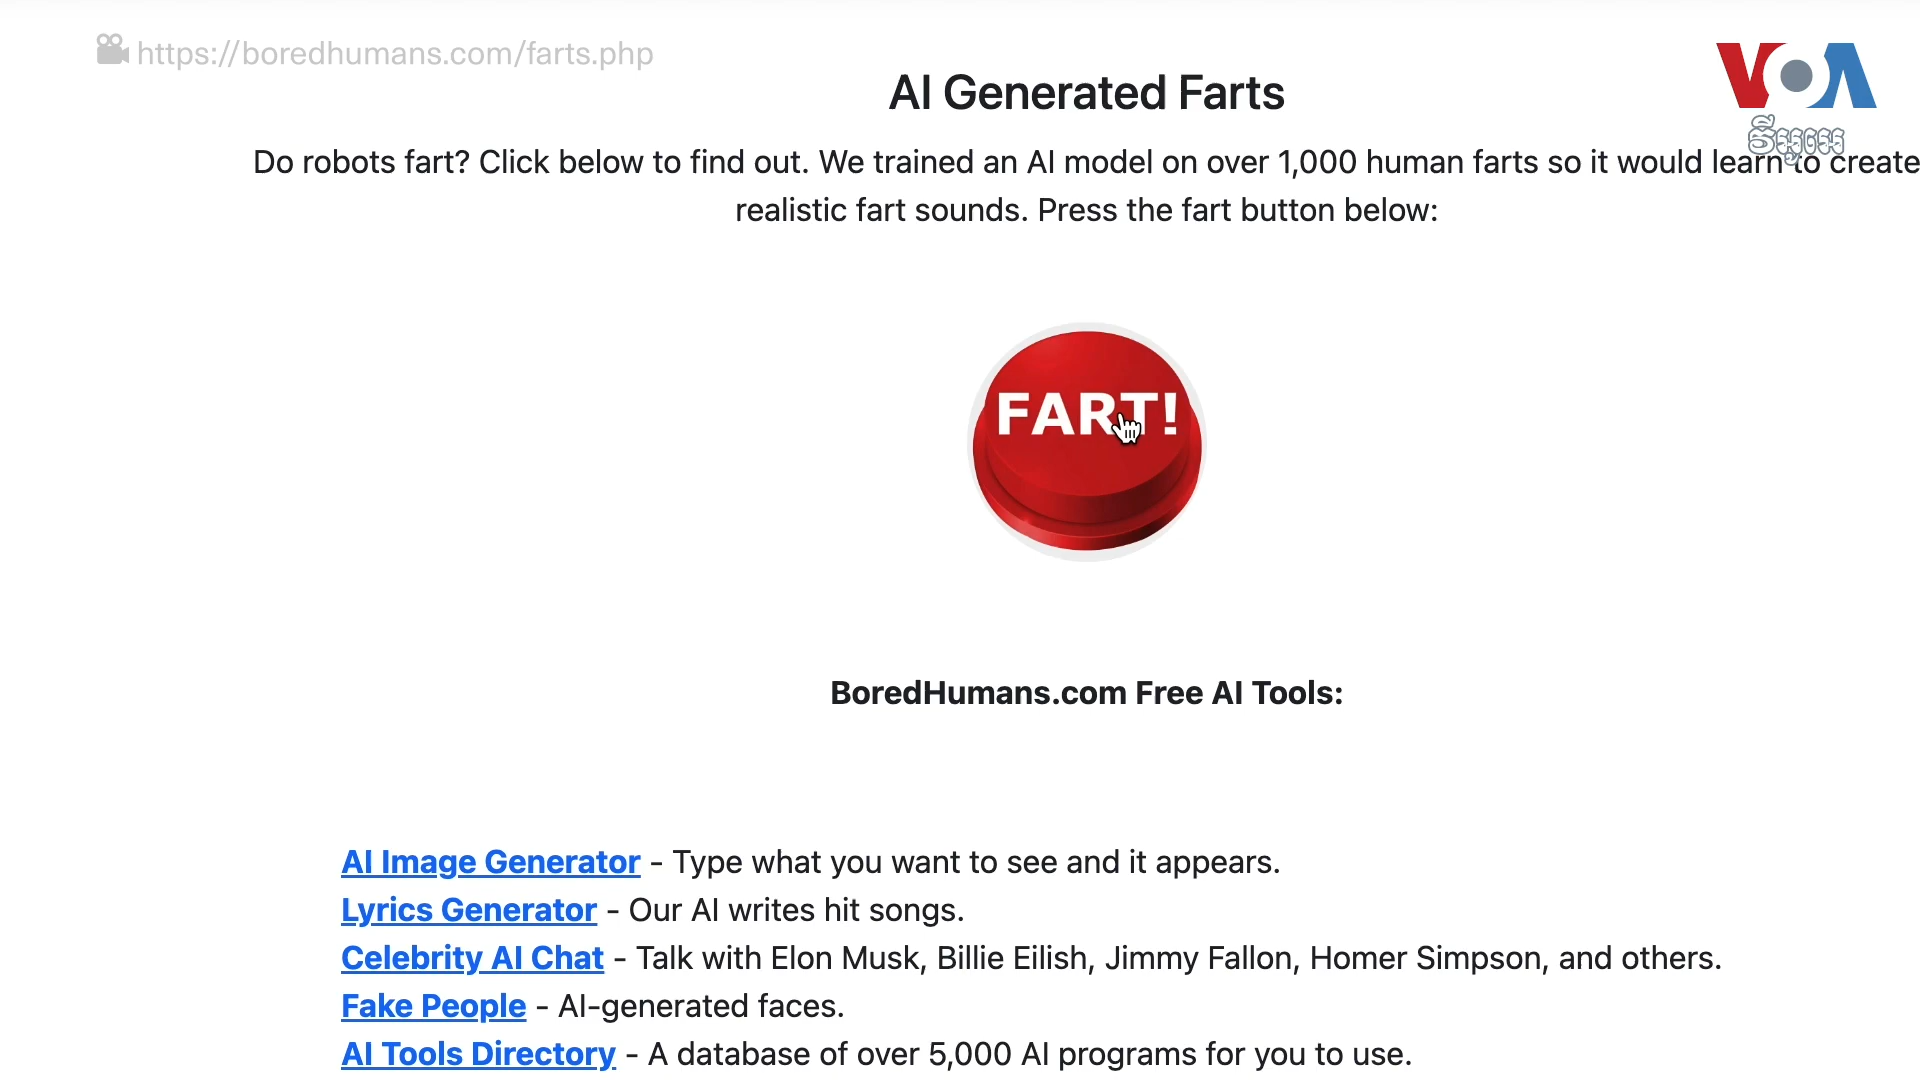 https://boredhumans.com/farts.php
VOA
វីអូអេ
AI Generated Farts
Do robots fart? Click below to find out. We trained an AI model on over 1,000 human farts so it would learn to create
realistic fart sounds. Press the fart button below:
FART!
BoredHumans.com Free AI Tools:
AI Image Generator - Type what you want to see and it appears.
Lyrics Generator - Our AI writes hit songs.
Celebrity AI Chat - Talk with Elon Musk, Billie Eilish, Jimmy Fallon, Homer Simpson, and others.
Fake People - AI-generated faces.
AI Tools Directory - A database of over 5,000 AI programs for you to use.